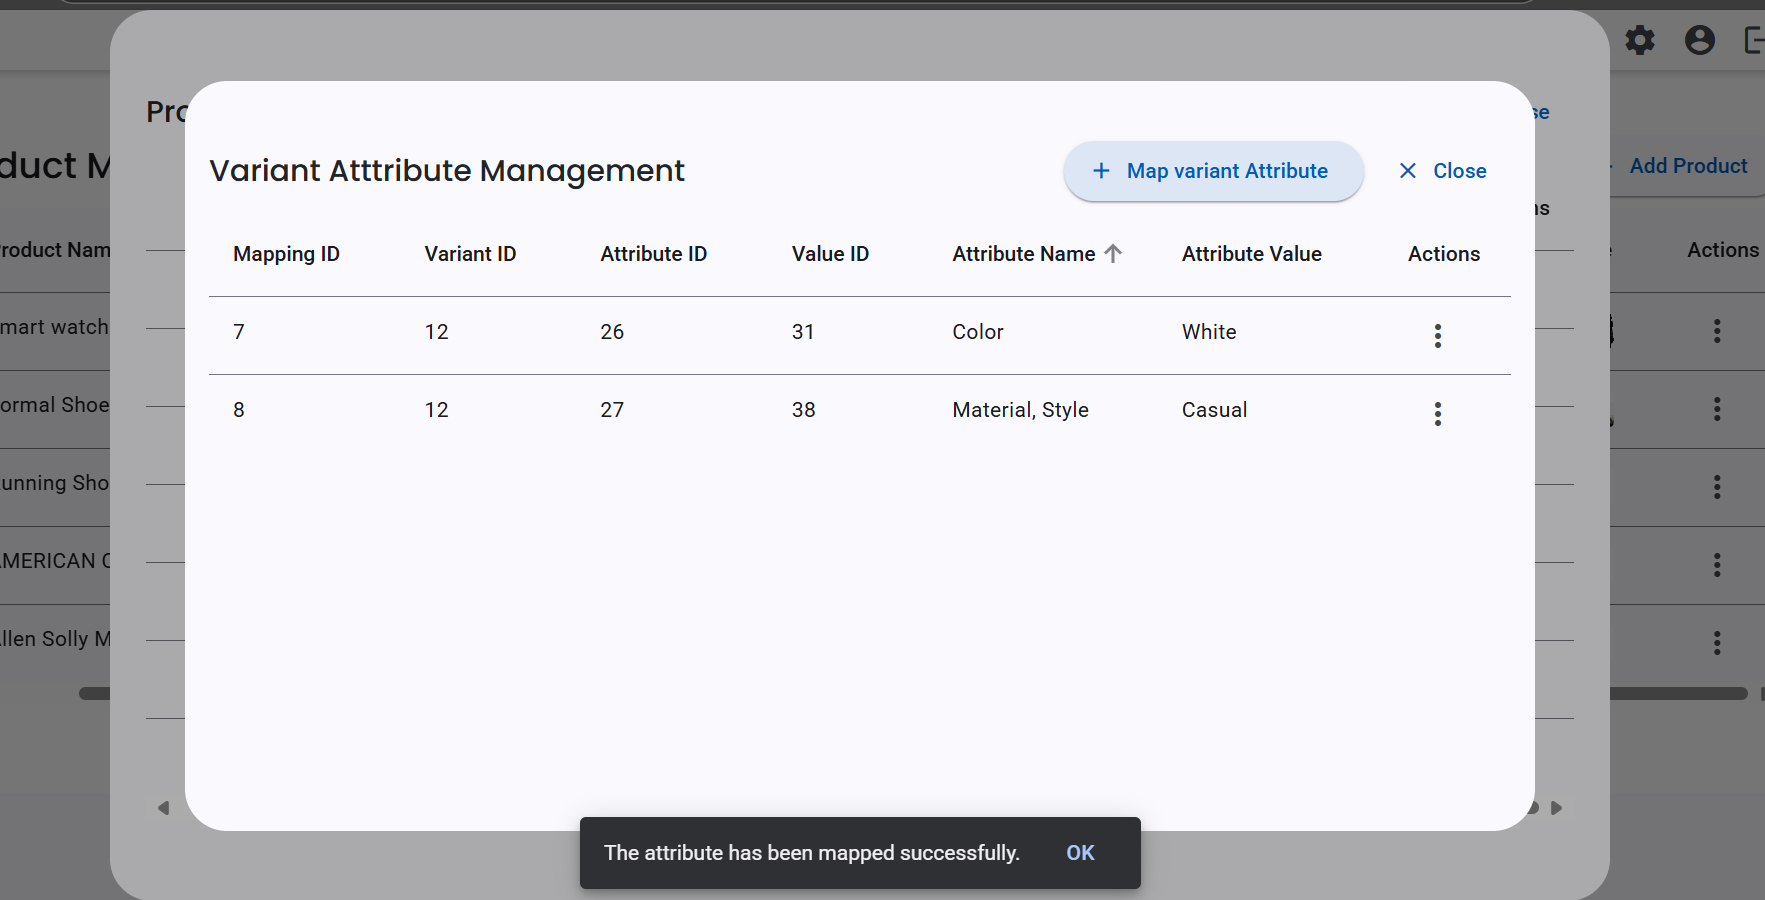 Pro
se
duct M
Variant Atttribute Management
+ Map variant Attribute
Close
Add Product
ns
roduct Nam
Mapping ID Variant ID Attribute ID Value ID Attribute Name Attribute Value Actions
Actions
mart watch
7 12 26 31 Color White
ormal Shoe
8 12 27 38 Material, Style Casual
unning Sho
MERICAN C
llen Solly M
The attribute has been mapped successfully. OK